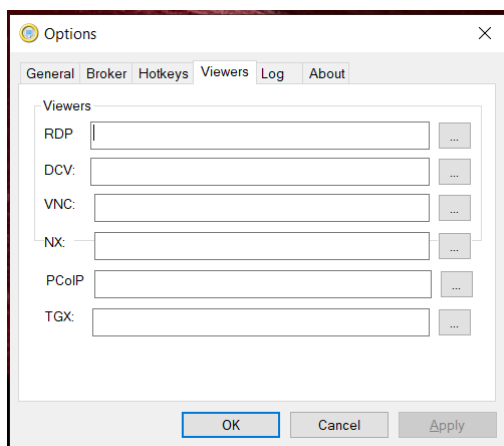 Options
General Broker Hotkeys Viewers Log About
Viewers
RDP
...
DCV:
...
VNC:
...
NX:
...
PCoIP
...
TGX:
...
OK Cancel Apply